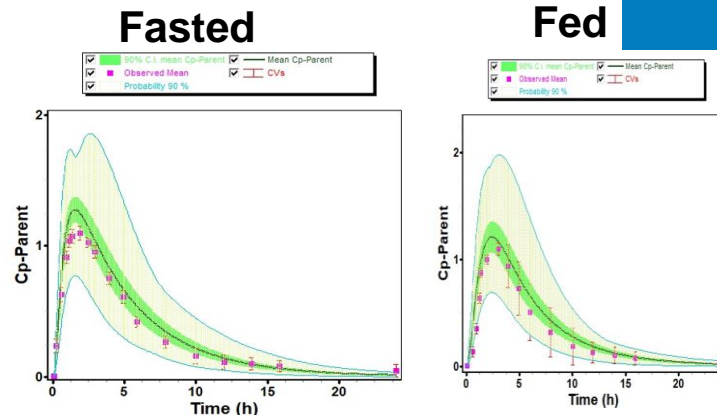 Fasted
90% C.I. mean Cp-Parent Mean Cp-Parent
Observed Mean CVs
Probability 90 %
2
1
0
Cp-Parent
0 5 10 15 20
Time (h)
Fed
90% C.I. mean Cp-Parent Mean Cp-Parent
Observed Mean CVs
Probability 90 %
2
1
0
Cp-Parent
0 5 10 15 20
Time (h)